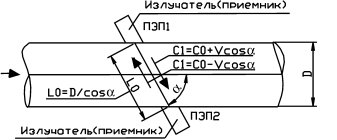 Излучатель(приемник)
ПЭП1
C1=C0+Vcosα
C1=C0-Vcosα
L0=D/cosα
L0
α
D
ПЭП2
Излучатель(приемник)